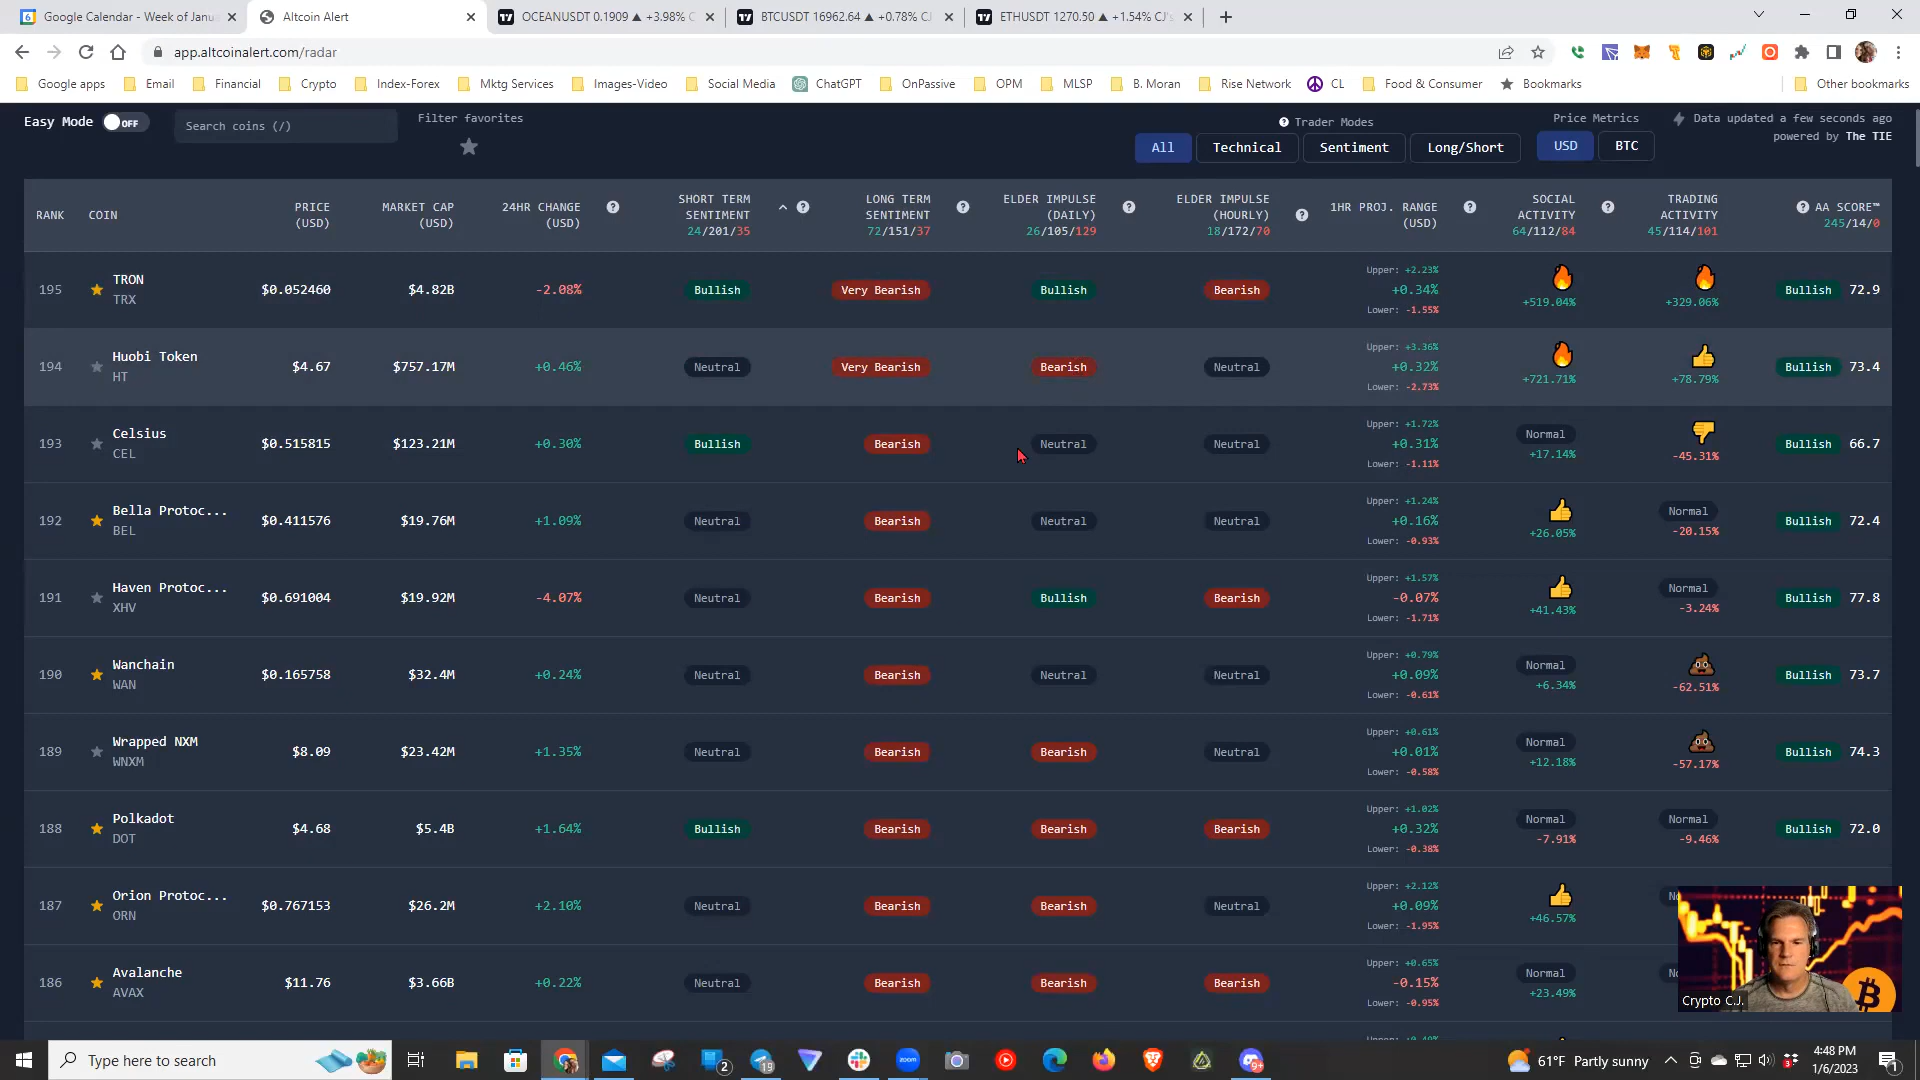 Google Calendar - Week of Janu
Altcoin Alert
OCEANUSDT 0.1909 ▲ +3.98% C
BTCUSDT 16962.64 ▲ +0.78% CJ
ETHUSDT 1270.50 ▲ +1.54% CJ's
app.altcoinalert.com/radar
Google apps Email Financial Crypto Index-Forex Mktg Services Images-Video Social Media ChatGPT OnPassive OPM MLSP B. Moran Rise Network CL Food & Consumer Bookmarks Other bookmarks
Easy Mode OFF
Search coins (/)
Filter favorites
Trader Modes
All Technical Sentiment Long/Short
Price Metrics
USD BTC
Data updated a few seconds ago
powered by The TIE
RANK COIN
PRICE
(USD)
MARKET CAP
(USD)
24HR CHANGE
(USD)
SHORT TERM
SENTIMENT
24/201/35
LONG TERM
SENTIMENT
72/151/37
ELDER IMPULSE
(DAILY)
26/105/129
ELDER IMPULSE
(HOURLY)
18/172/70
1HR PROJ. RANGE
(USD)
SOCIAL
ACTIVITY
64/112/84
TRADING
ACTIVITY
45/114/101
AA SCORE™
245/14/0
195 TRON TRX $0.052460 $4.82B -2.08% Bullish Very Bearish Bullish Bearish Upper: +2.23% +0.34% Lower: -1.55% +519.04% +329.06% Bullish 72.9
194 Huobi Token HT $4.67 $757.17M +0.46% Neutral Very Bearish Bearish Neutral Upper: +3.36% +0.32% Lower: -2.73% +721.71% +78.79% Bullish 73.4
193 Celsius CEL $0.515815 $123.21M +0.30% Bullish Bearish Neutral Neutral Upper: +1.72% +0.31% Lower: -1.11% Normal +17.14% -45.31% Bullish 66.7
192 Bella Protoc... BEL $0.411576 $19.76M +1.09% Neutral Bearish Neutral Neutral Upper: +1.24% +0.16% Lower: -0.93% +26.05% Normal -20.15% Bullish 72.4
191 Haven Protoc... XHV $0.691004 $19.92M -4.07% Neutral Bearish Bullish Bearish Upper: +1.57% -0.07% Lower: -1.71% +41.43% Normal -3.24% Bullish 77.8
190 Wanchain WAN $0.165758 $32.4M +0.24% Neutral Bearish Neutral Neutral Upper: +0.79% +0.09% Lower: -0.61% Normal +6.34% -62.51% Bullish 73.7
189 Wrapped NXM WNXM $8.09 $23.42M +1.35% Neutral Bearish Bearish Neutral Upper: +0.61% +0.01% Lower: -0.58% Normal +12.18% -57.17% Bullish 74.3
188 Polkadot DOT $4.68 $5.4B +1.64% Bullish Bearish Bearish Bearish Upper: +1.02% +0.32% Lower: -0.38% Normal -7.91% Normal -9.46% Bullish 72.0
187 Orion Protoc... ORN $0.767153 $26.2M +2.10% Neutral Bearish Bearish Neutral Upper: +2.12% +0.09% Lower: -1.95% +46.57% No
186 Avalanche AVAX $11.76 $3.66B +0.22% Neutral Bearish Bearish Bearish Upper: +0.65% -0.15% Lower: -0.95% Normal +23.49% No
Crypto C.J.
Type here to search
2
19
zoom
9+
61°F Partly sunny
4:48 PM
1/6/2023
1